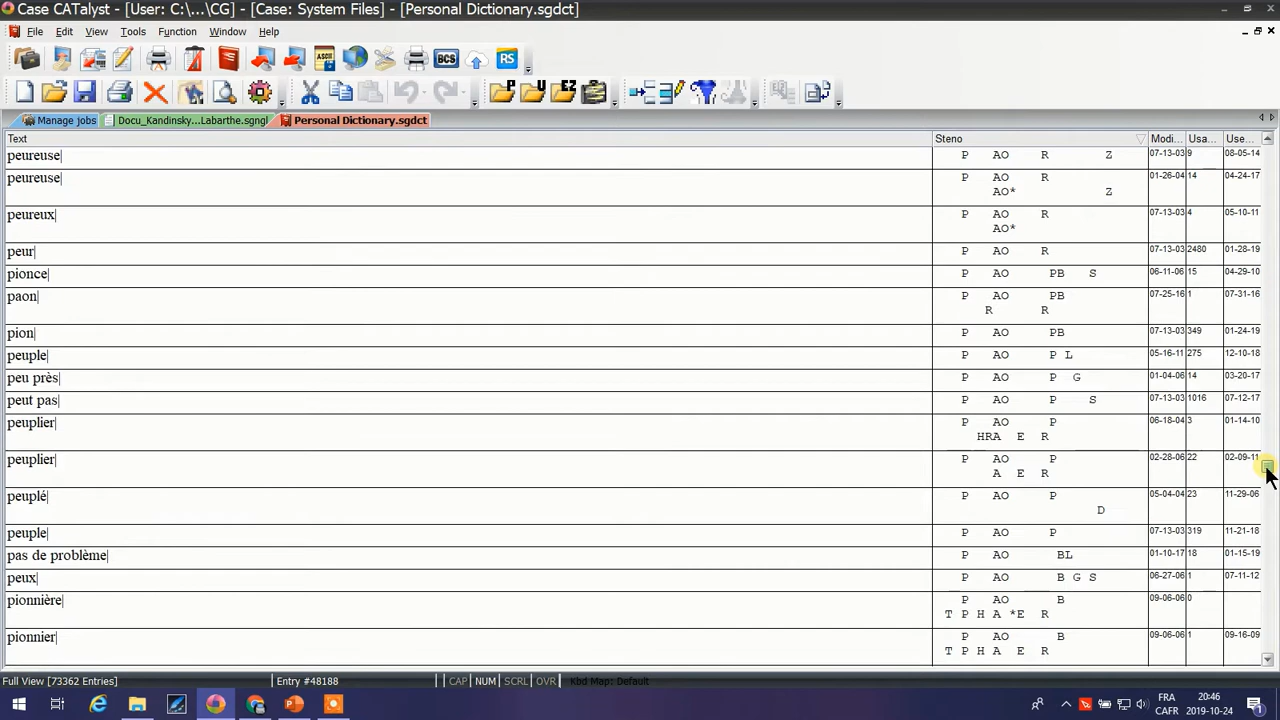 Case CATalyst - [User: C:\...\CG] - [Case: System Files] - [Personal Dictionary.sgdct]
File Edit View Tools Function Window Help
ASCII BCS RS
P U EZ
Manage jobs Docu_Kandinsky...Labarthe.sgngl Personal Dictionary.sgdct
Text Steno Modi... Usa... Use...
peureuse| P AO R Z 07-13-03 9 08-05-14
peureuse| P AO R 01-26-04 14 04-24-17
AO* Z
peureux| P AO R 07-13-03 4 05-10-11
AO*
peur| P AO R 07-13-03 2480 01-28-19
pionce| P AO PB S 06-11-06 15 04-29-10
paon| P AO PB 07-25-16 1 07-31-16
R R
pion| P AO PB 07-13-03 349 01-24-19
peuple| P AO P L 05-16-11 275 12-10-18
peu près| P AO P G 01-04-06 14 03-20-17
peut pas| P AO P S 07-13-03 1016 07-12-17
peuplier| P AO P 06-18-04 3 01-14-10
HRA E R
peuplier| P AO P 02-28-06 22 02-09-11
A E R
peuplé| P AO P 05-04-04 23 11-29-06
D
peuple| P AO P 07-13-03 319 11-21-18
pas de problème| P AO BL 01-10-17 18 01-15-19
peux| P AO B G S 06-27-06 1 07-11-12
pionnière| P AO B 09-06-06 0
T P H A *E R
pionnier| P AO B 09-06-06 1 09-16-09
T P H A E R
Full View [73362 Entries] Entry #48188 CAP NUM SCRL OVR Kbd Map: Default
FRA 20:46
CAFR 2019-10-24 1